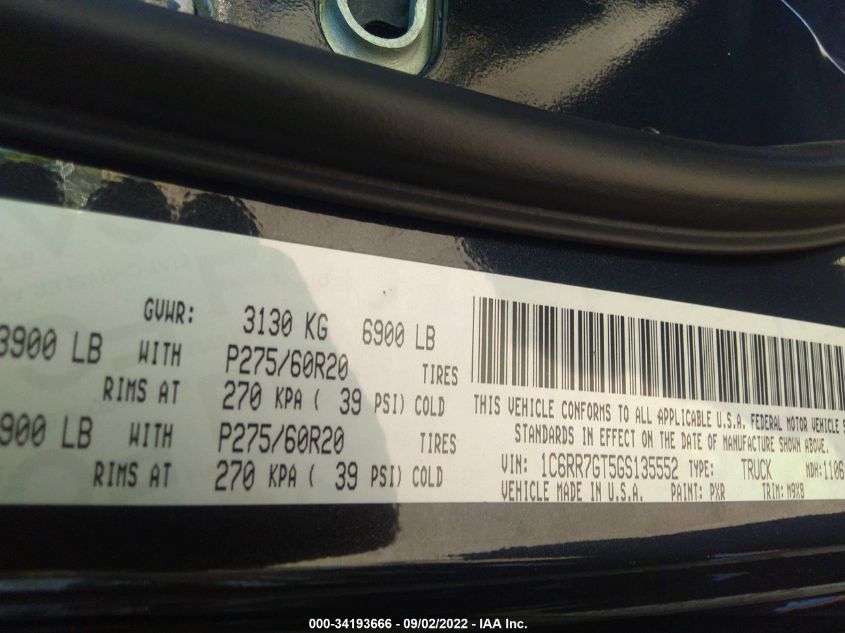 GVWR: 3130 KG 6900 LB
3900 LB WITH P275/60R20 TIRES
RIMS AT 270 KPA ( 39 PSI) COLD
900 LB WITH P275/60R20 TIRES
RIMS AT 270 KPA ( 39 PSI) COLD
THIS VEHICLE CONFORMS TO ALL APPLICABLE U.S.A. FEDERAL MOTOR VEHICLE S
STANDARDS IN EFFECT ON THE DATE OF MANUFACTURE SHOWN ABOVE.
VIN: 1C6RR7GT5GS135552 TYPE: TRUCK MDH: 1106
VEHICLE MADE IN U.S.A. PAINT: PXR TRIM: M9X8
000-34193666 - 09/02/2022 - IAA Inc.